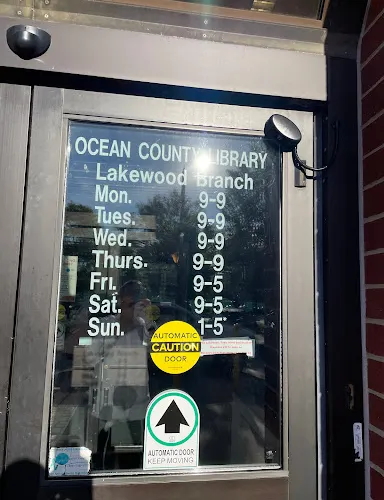 OCEAN COUNTY LIBRARY
Lakewood Branch
Mon. 9-9
Tues. 9-9
Wed. 9-9
Thurs. 9-9
Fri. 9-5
Sat. 9-5
Sun. 1-5
AUTOMATIC
CAUTION
DOOR
AUTOMATIC DOOR
KEEP MOVING